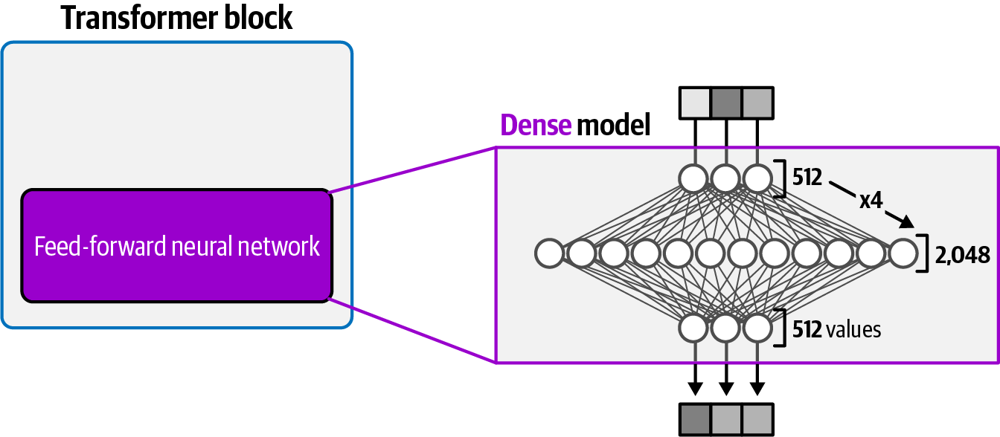 Transformer block
Dense model
512
x4
Feed-forward neural network
2,048
512 values